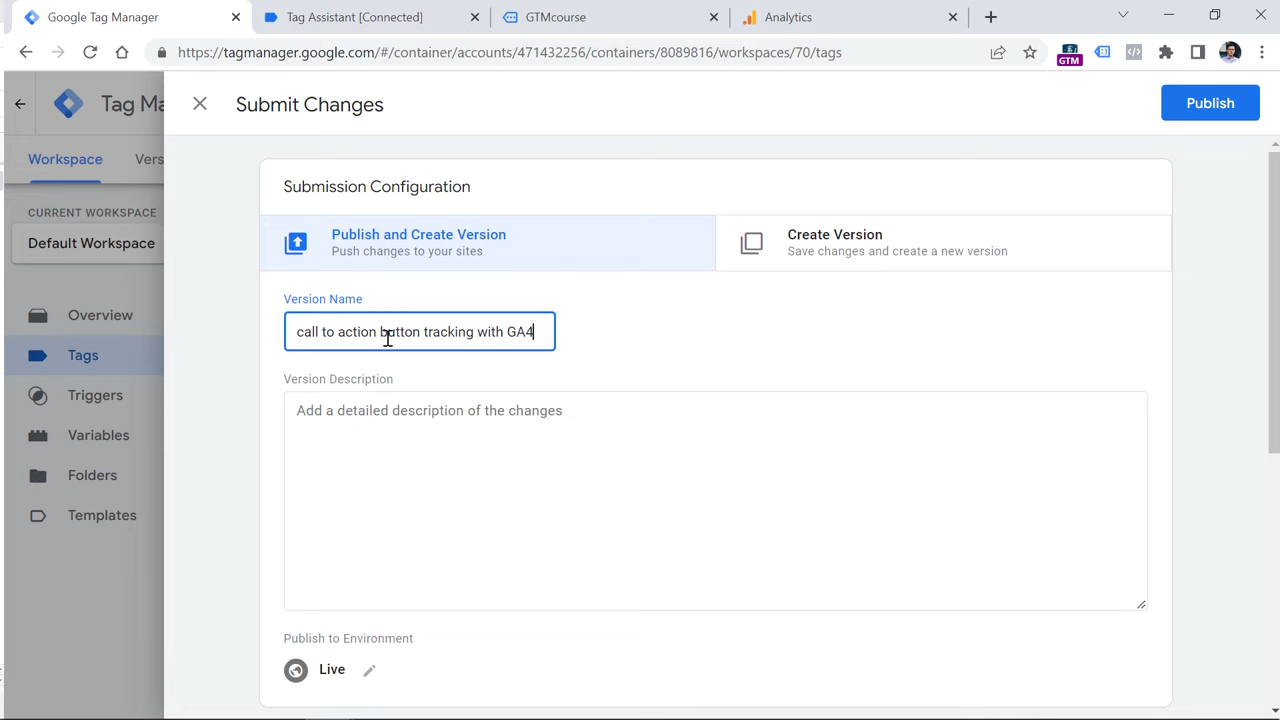 Google Tag Manager
Tag Assistant [Connected]
GTMcourse
Analytics
https://tagmanager.google.com/#/container/accounts/471432256/containers/8089816/workspaces/70/tags
GTM
Tag Ma
Submit Changes
Publish
Workspace
Vers
Submission Configuration
CURRENT WORKSPACE
Default Workspace
Publish and Create Version
Push changes to your sites
Create Version
Save changes and create a new version
Version Name
call to action button tracking with GA4
Overview
Tags
Triggers
Variables
Folders
Templates
Version Description
Add a detailed description of the changes
Publish to Environment
Live